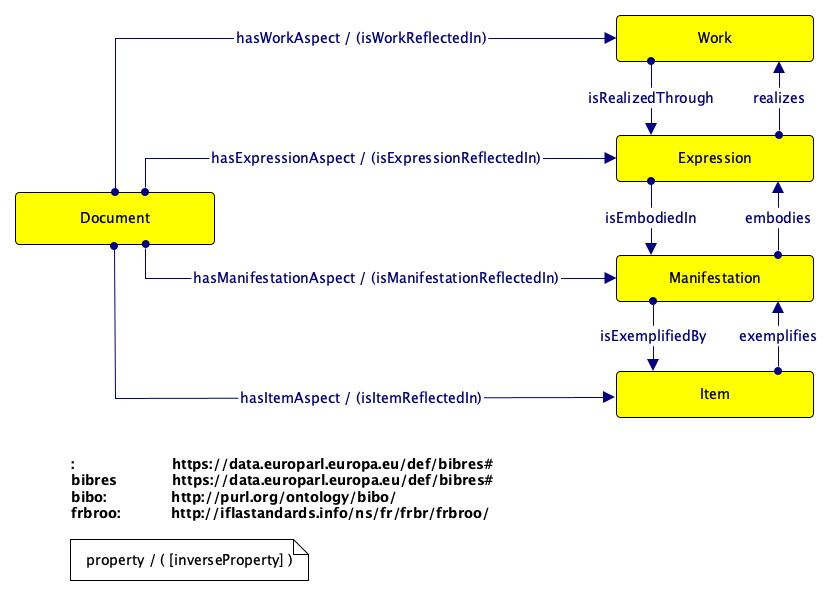 hasWorkAspect / (isWorkReflectedIn)
Work
isRealizedThrough
realizes
hasExpressionAspect / (isExpressionReflectedIn)
Expression
Document
isEmbodiedIn
embodies
hasManifestationAspect / (isManifestationReflectedIn)
Manifestation
isExemplifiedBy
exemplifies
hasItemAspect / (isItemReflectedIn)
Item
: https://data.europarl.europa.eu/def/bibres#
bibres https://data.europarl.europa.eu/def/bibres#
bibo: http://purl.org/ontology/bibo/
frbroo: http://iflastandards.info/ns/fr/frbr/frbroo/
property / ( [inverseProperty] )